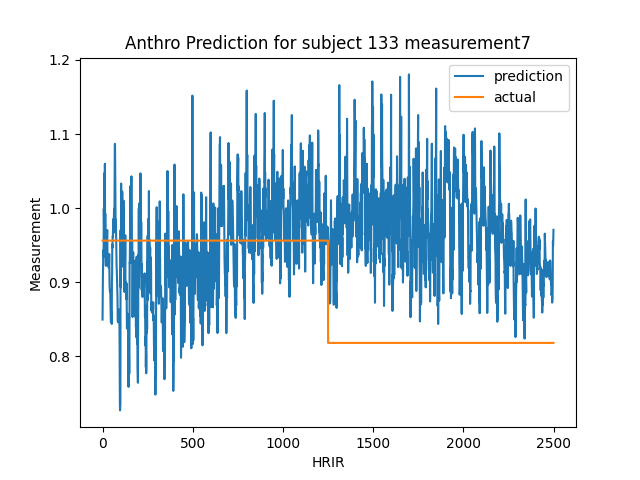 Anthro Prediction for subject 133 measurement7
prediction
actual
1.2
1.1
1.0
0.9
0.8
Measurement
0
500
1000
1500
2000
2500
HRIR